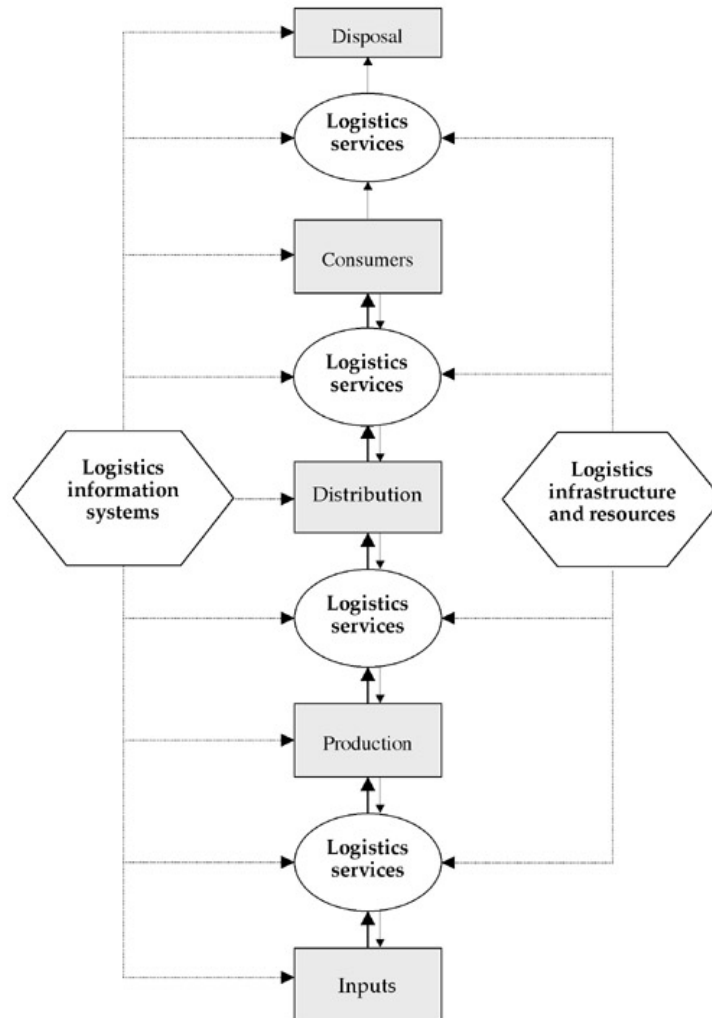 Disposal
Logistics
services
Consumers
Logistics
services
Logistics
information
systems
Distribution
Logistics
infrastructure
and resources
Logistics
services
Production
Logistics
services
Inputs